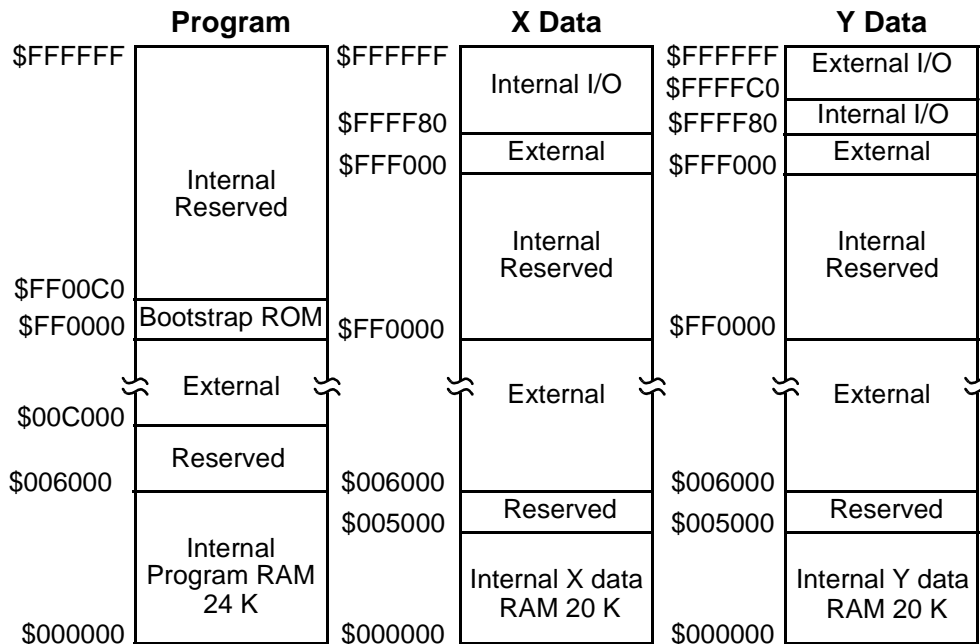 Program
X Data
Y Data
$FFFFFF
Internal
Reserved
$FF00C0
Bootstrap ROM
$FF0000
External
$00C000
Reserved
$006000
Internal
Program RAM
24 K
$000000
$FFFFFF
Internal I/O
$FFFF80
External
$FFF000
Internal
Reserved
$FF0000
External
$006000
Reserved
$005000
Internal X data
RAM 20 K
$000000
$FFFFFF
External I/O
$FFFFC0
Internal I/O
$FFFF80
External
$FFF000
Internal
Reserved
$FF0000
External
$006000
Reserved
$005000
Internal Y data
RAM 20 K
$000000